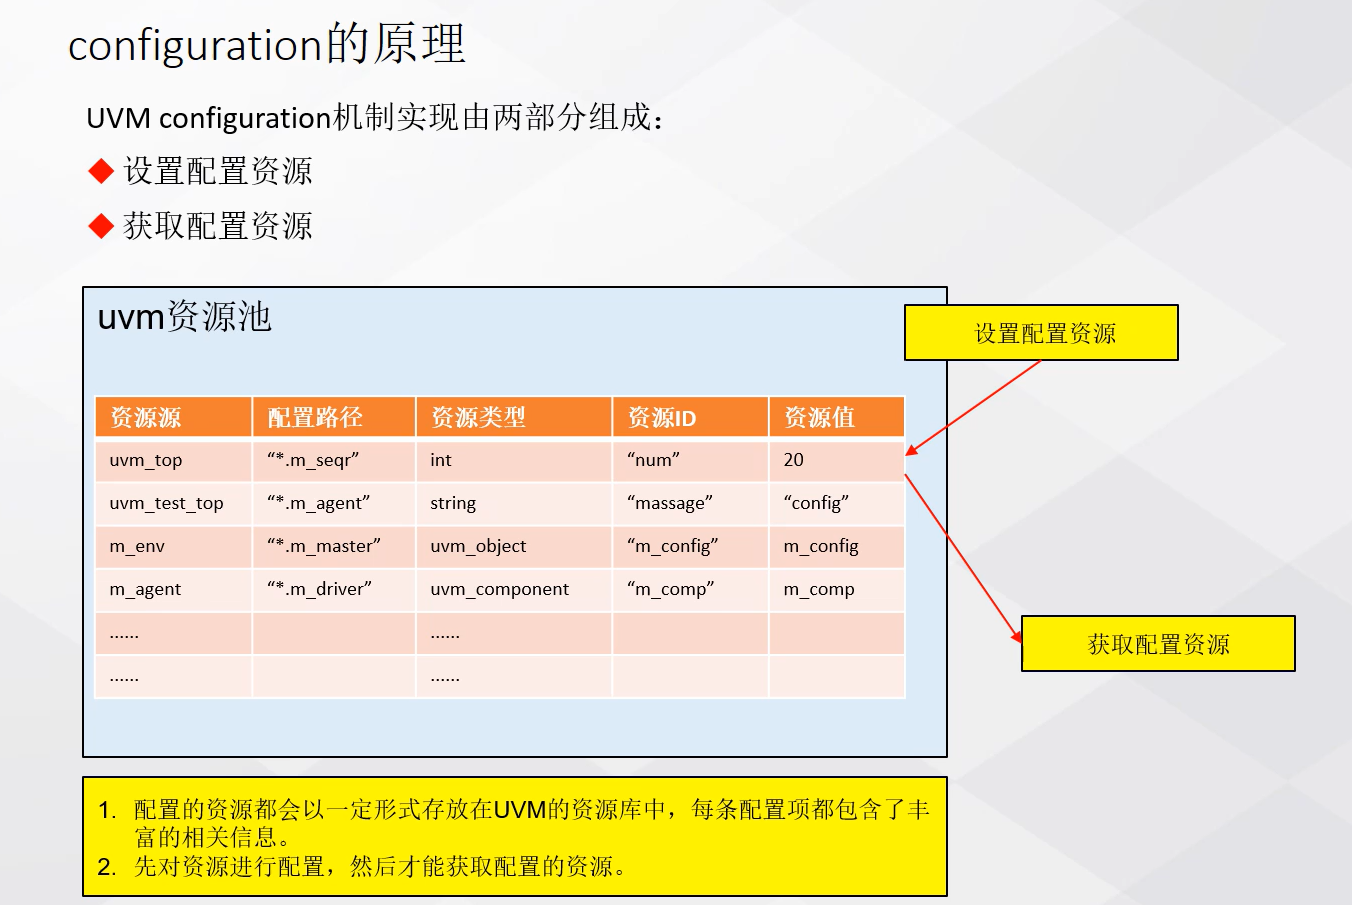 configuration的原理
UVM configuration机制实现由两部分组成：
设置配置资源
获取配置资源
uvm资源池
设置配置资源
资源源 配置路径 资源类型 资源ID 资源值
uvm_top “*.m_seqr” int “num” 20
uvm_test_top “*.m_agent” string “massage” “config”
m_env “*.m_master” uvm_object “m_config” m_config
m_agent “*.m_driver” uvm_component “m_comp” m_comp
...... ......
...... ......
获取配置资源
1. 配置的资源都会以一定形式存放在UVM的资源库中，每条配置项都包含了丰
富的相关信息。
2. 先对资源进行配置，然后才能获取配置的资源。